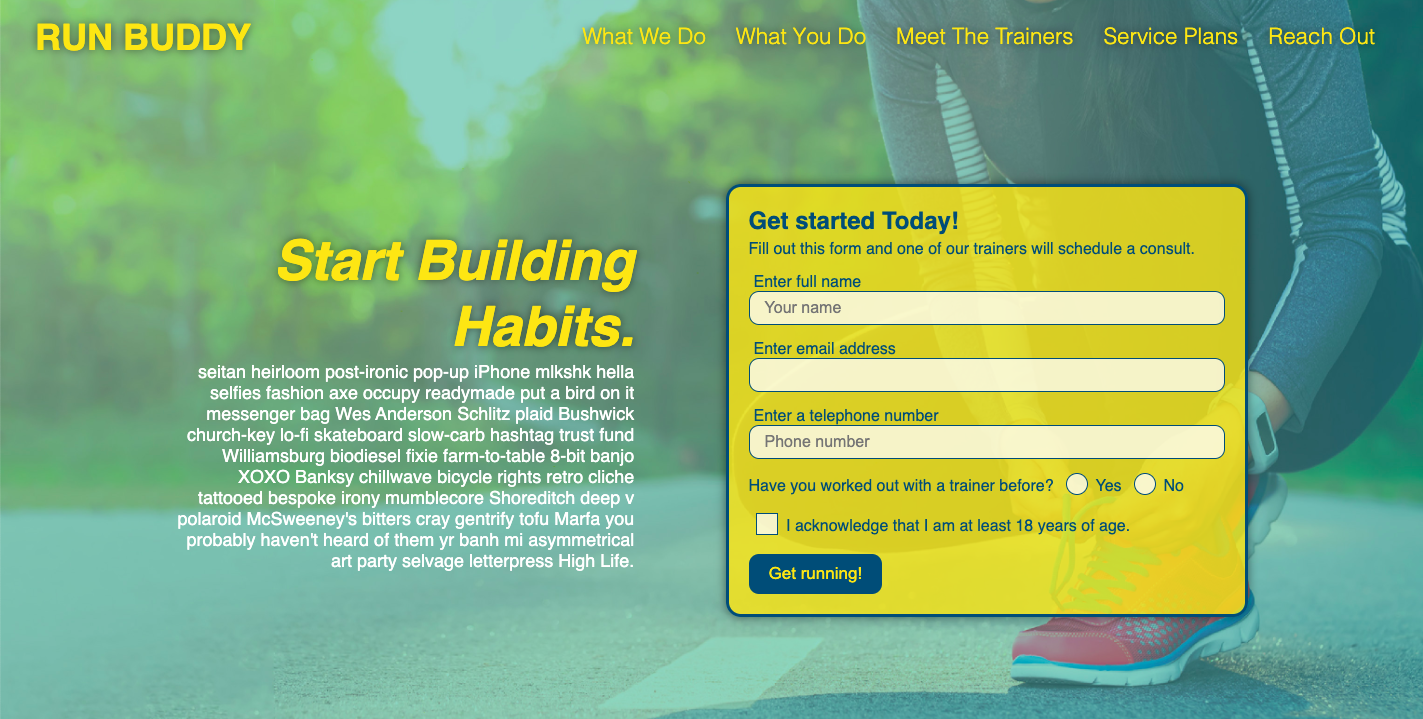 RUN BUDDY
What We Do What You Do Meet The Trainers Service Plans Reach Out
Start Building
Habits.
seitan heirloom post-ironic pop-up iPhone mlkshk hella
selfies fashion axe occupy readymade put a bird on it
messenger bag Wes Anderson Schlitz plaid Bushwick
church-key lo-fi skateboard slow-carb hashtag trust fund
Williamsburg biodiesel fixie farm-to-table 8-bit banjo
XOXO Banksy chillwave bicycle rights retro cliche
tattooed bespoke irony mumblecore Shoreditch deep v
polaroid McSweeney's bitters cray gentrify tofu Marfa you
probably haven't heard of them yr banh mi asymmetrical
art party selvage letterpress High Life.
Get started Today!
Fill out this form and one of our trainers will schedule a consult.
Enter full name
Your name
Enter email address
Enter a telephone number
Phone number
Have you worked out with a trainer before? Yes No
I acknowledge that I am at least 18 years of age.
Get running!